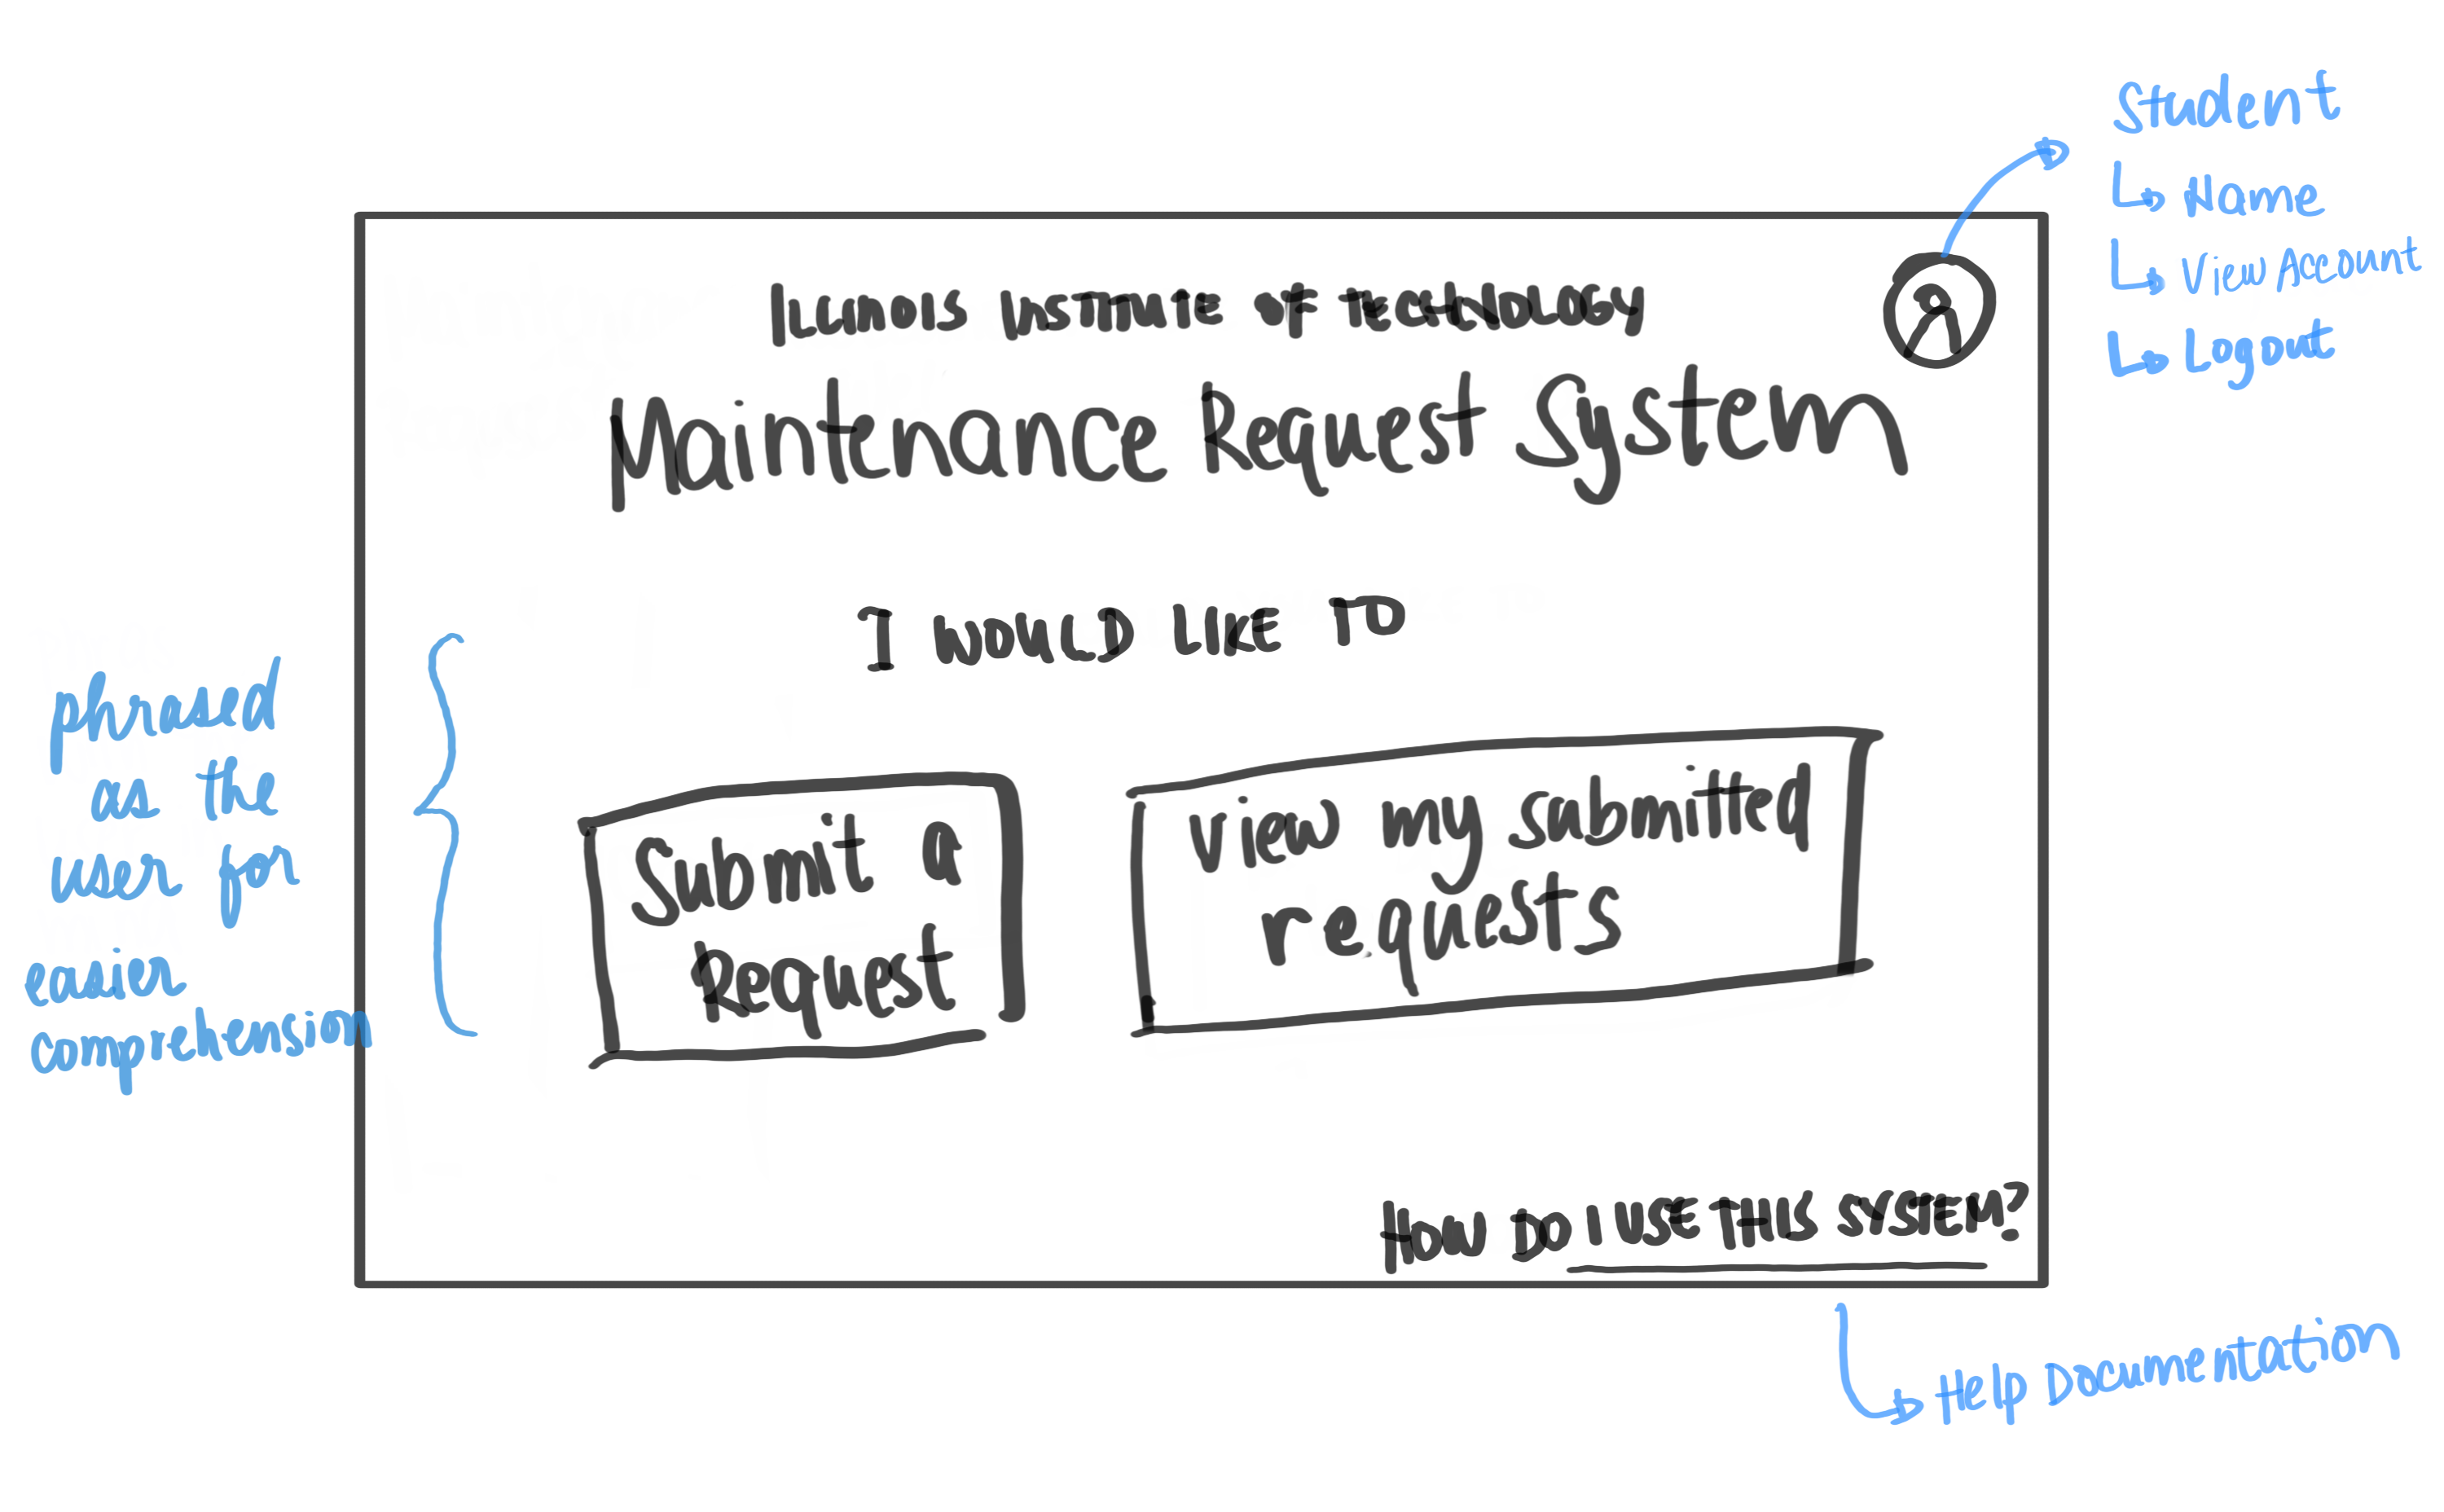 Student
↳ Name
↳ View Account
↳ Logout
ILLINOIS INSTITUTE OF TECHNOLOGY
Maintenance Request System
I WOULD LIKE TO
phrased
as the
user for
easier
comprehension
Submit a
Request
View my submitted
requests
HOW DO I USE THIS SYSTEM?
↳ Help Documentation